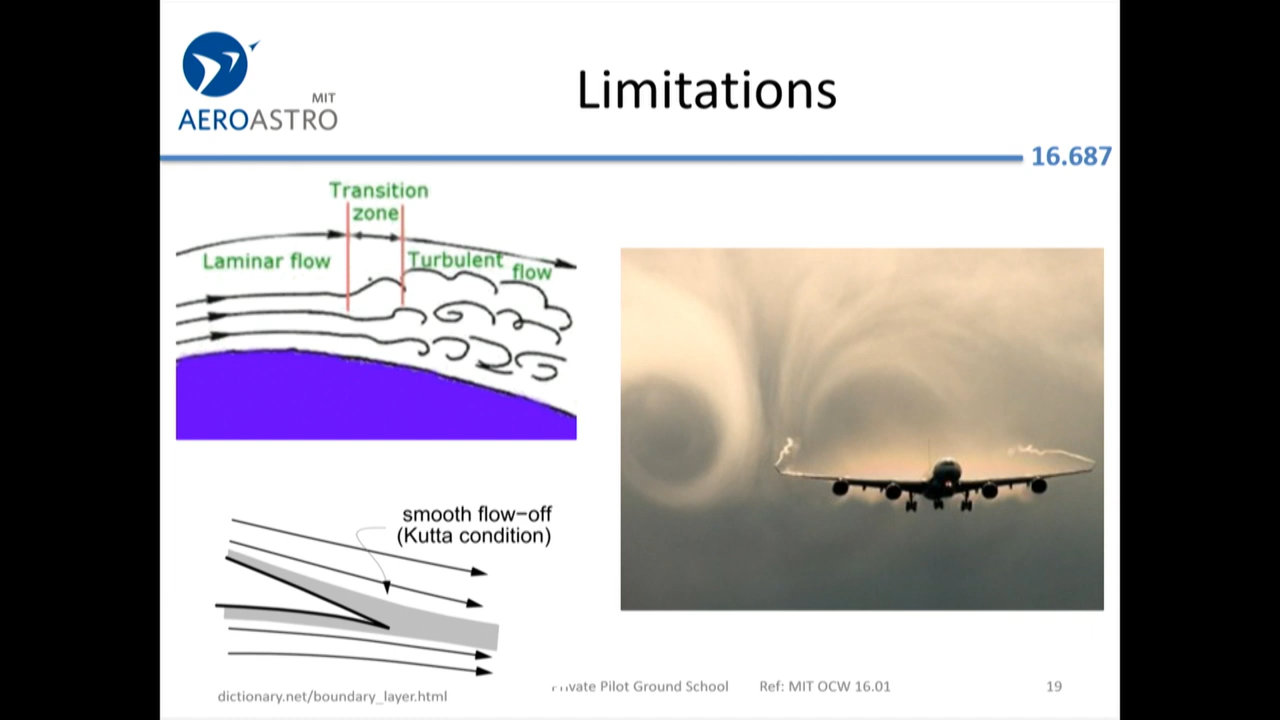 MIT
AEROASTRO
Limitations
16.687
Transition
zone
Laminar flow
Turbulent
flow
smooth flow–off
(Kutta condition)
dictionary.net/boundary_layer.html
Pilot Ground School
Ref: MIT OCW 16.01
19